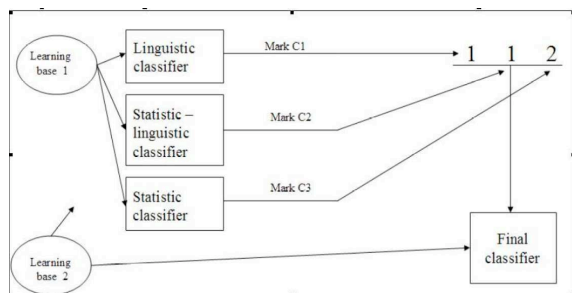 Learning
base 1
Linguistic
classifier
Mark C1
1 1 2
Statistic –
linguistic
classifier
Mark C2
Statistic
classifier
Mark C3
Learning
base 2
Final
classifier